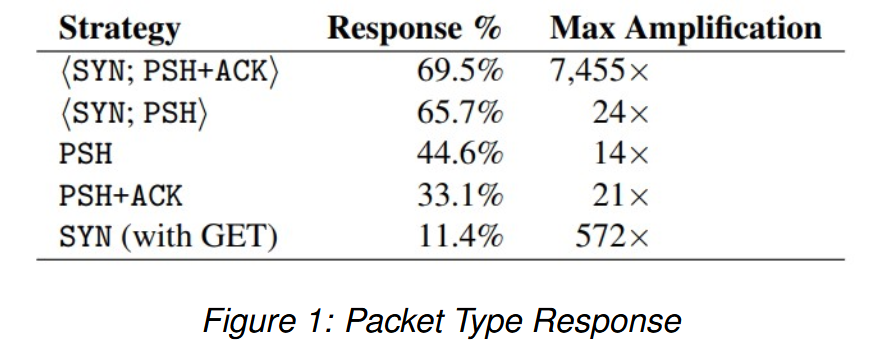 Strategy Response % Max Amplification
⟨SYN; PSH+ACK⟩ 69.5% 7,455×
⟨SYN; PSH⟩ 65.7% 24×
PSH 44.6% 14×
PSH+ACK 33.1% 21×
SYN (with GET) 11.4% 572×
Figure 1: Packet Type Response